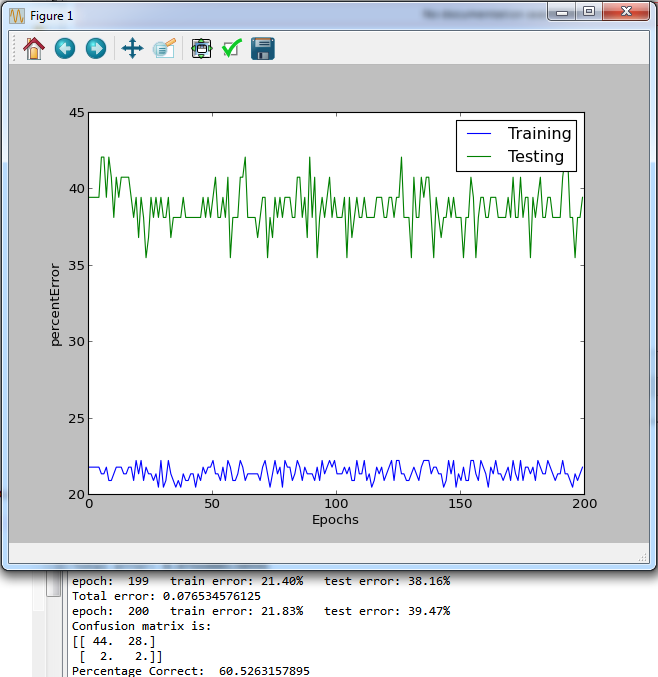 Figure 1
45
40
35
30
25
20
percentError
Training
Testing
0 50 100 150 200
Epochs
epoch: 199 train error: 21.40% test error: 38.16%
Total error: 0.076534576125
epoch: 200 train error: 21.83% test error: 39.47%
Confusion matrix is:
[[ 44. 28.]
[ 2. 2.]]
Percentage Correct: 60.5263157895